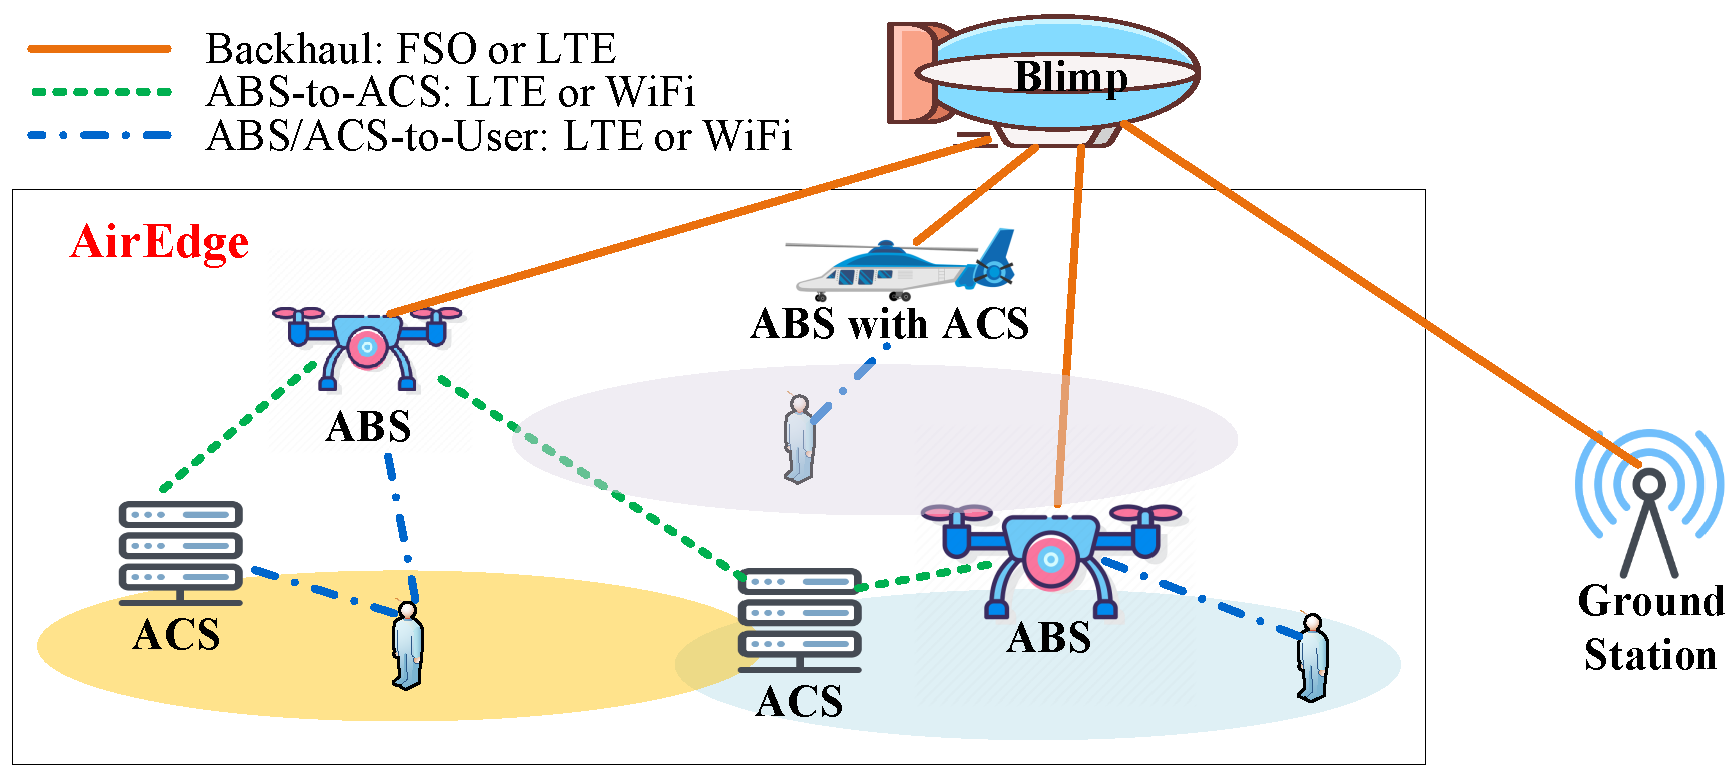 Backhaul: FSO or LTE
ABS-to-ACS: LTE or WiFi
ABS/ACS-to-User: LTE or WiFi
Blimp
AirEdge
ABS with ACS
ABS
ACS
ABS
ACS
Ground
Station